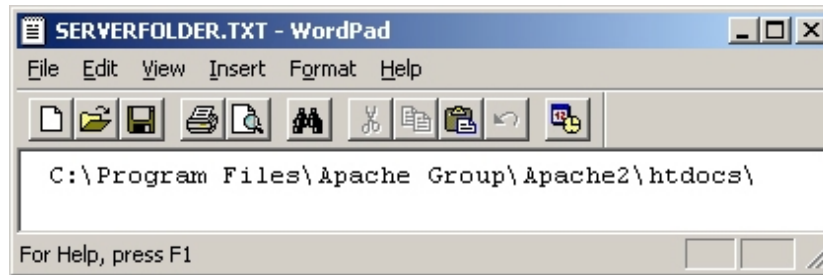 SERVERFOLDER.TXT - WordPad
File Edit View Insert Format Help
C:\Program Files\Apache Group\Apache2\htdocs\
For Help, press F1